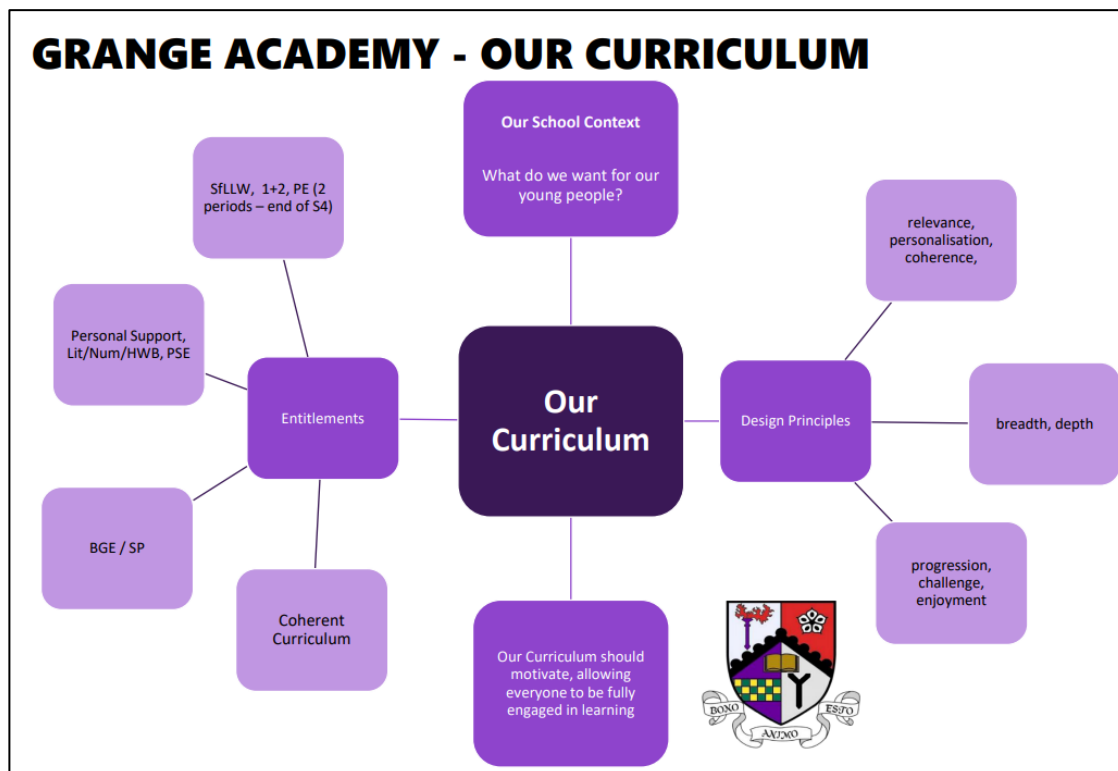 GRANGE ACADEMY - OUR CURRICULUM
Our School Context
What do we want for our
young people?
SfLLW,  1+2, PE (2
periods – end of S4)
Personal Support,
Lit/Num/HWB, PSE
Entitlements
BGE / SP
Coherent
Curriculum
Our
Curriculum
Design Principles
relevance,
personalisation,
coherence,
breadth, depth
progression,
challenge,
enjoyment
Our Curriculum should
motivate, allowing
everyone to be fully
engaged in learning
BONO
ANIMO
ESTO